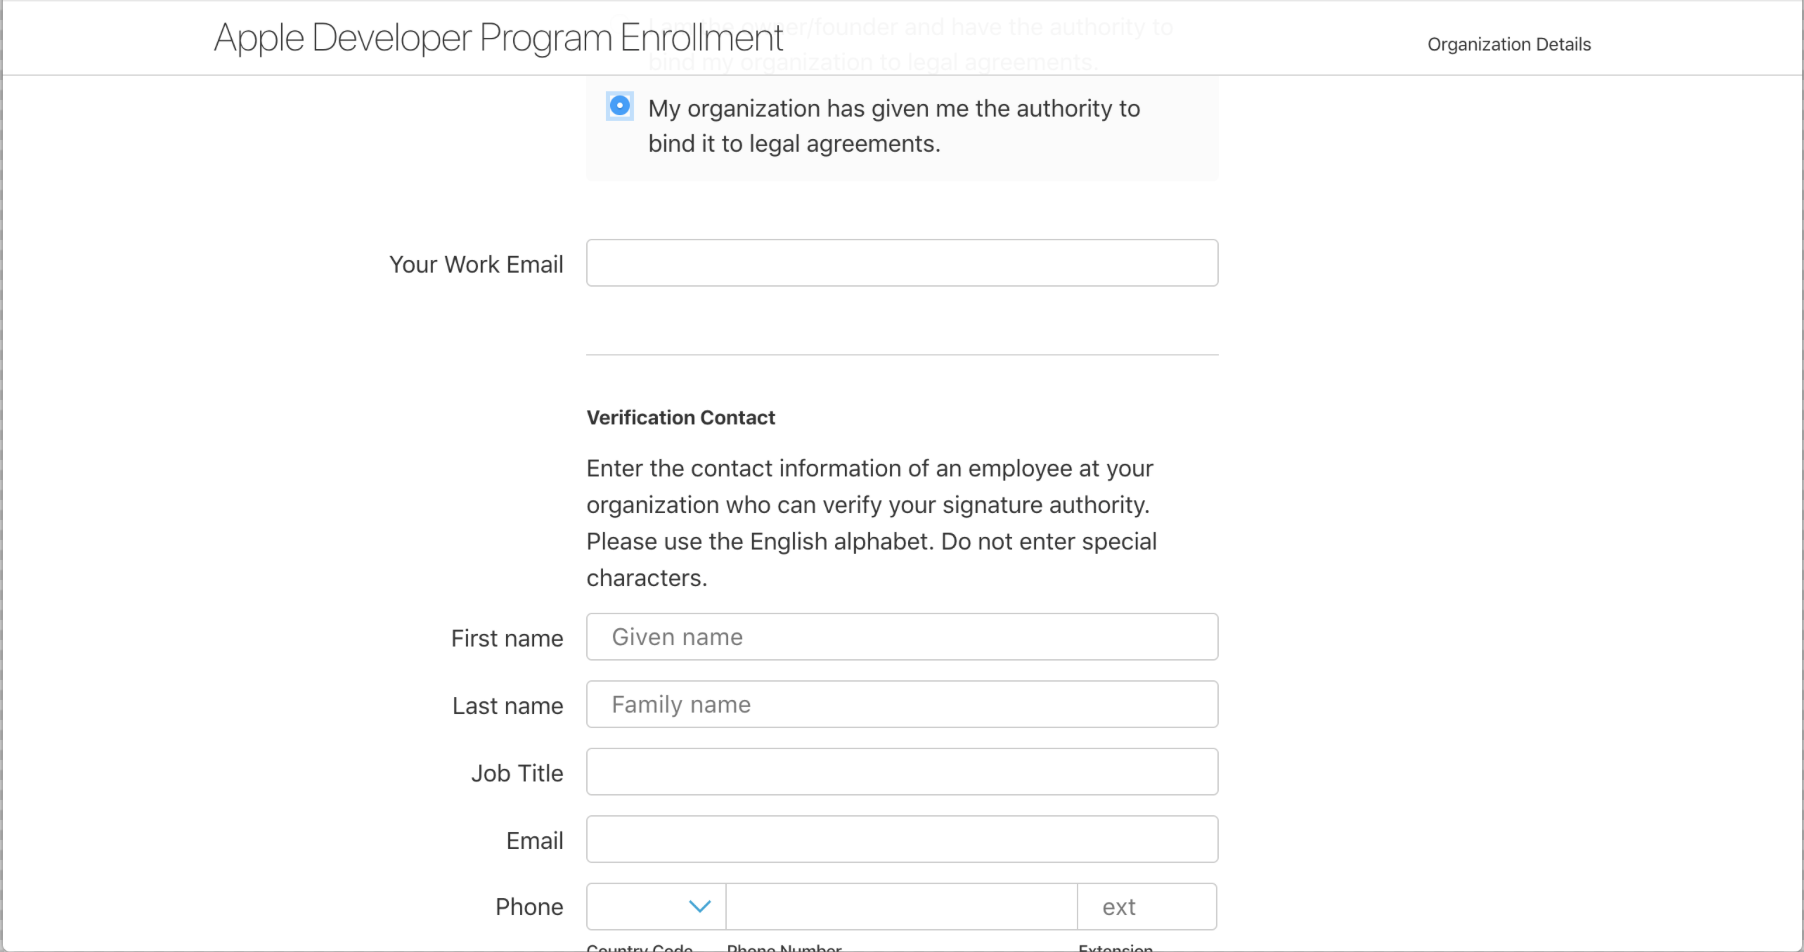 Apple Developer Program Enrollment
Organization Details
er/founder and have the authority to
bind my organization to legal agreements.
My organization has given me the authority to
bind it to legal agreements.
Your Work Email
Verification Contact
Enter the contact information of an employee at your
organization who can verify your signature authority.
Please use the English alphabet. Do not enter special
characters.
First name
Given name
Last name
Family name
Job Title
Email
Phone
ext
Country Code
Phone Number
Extension